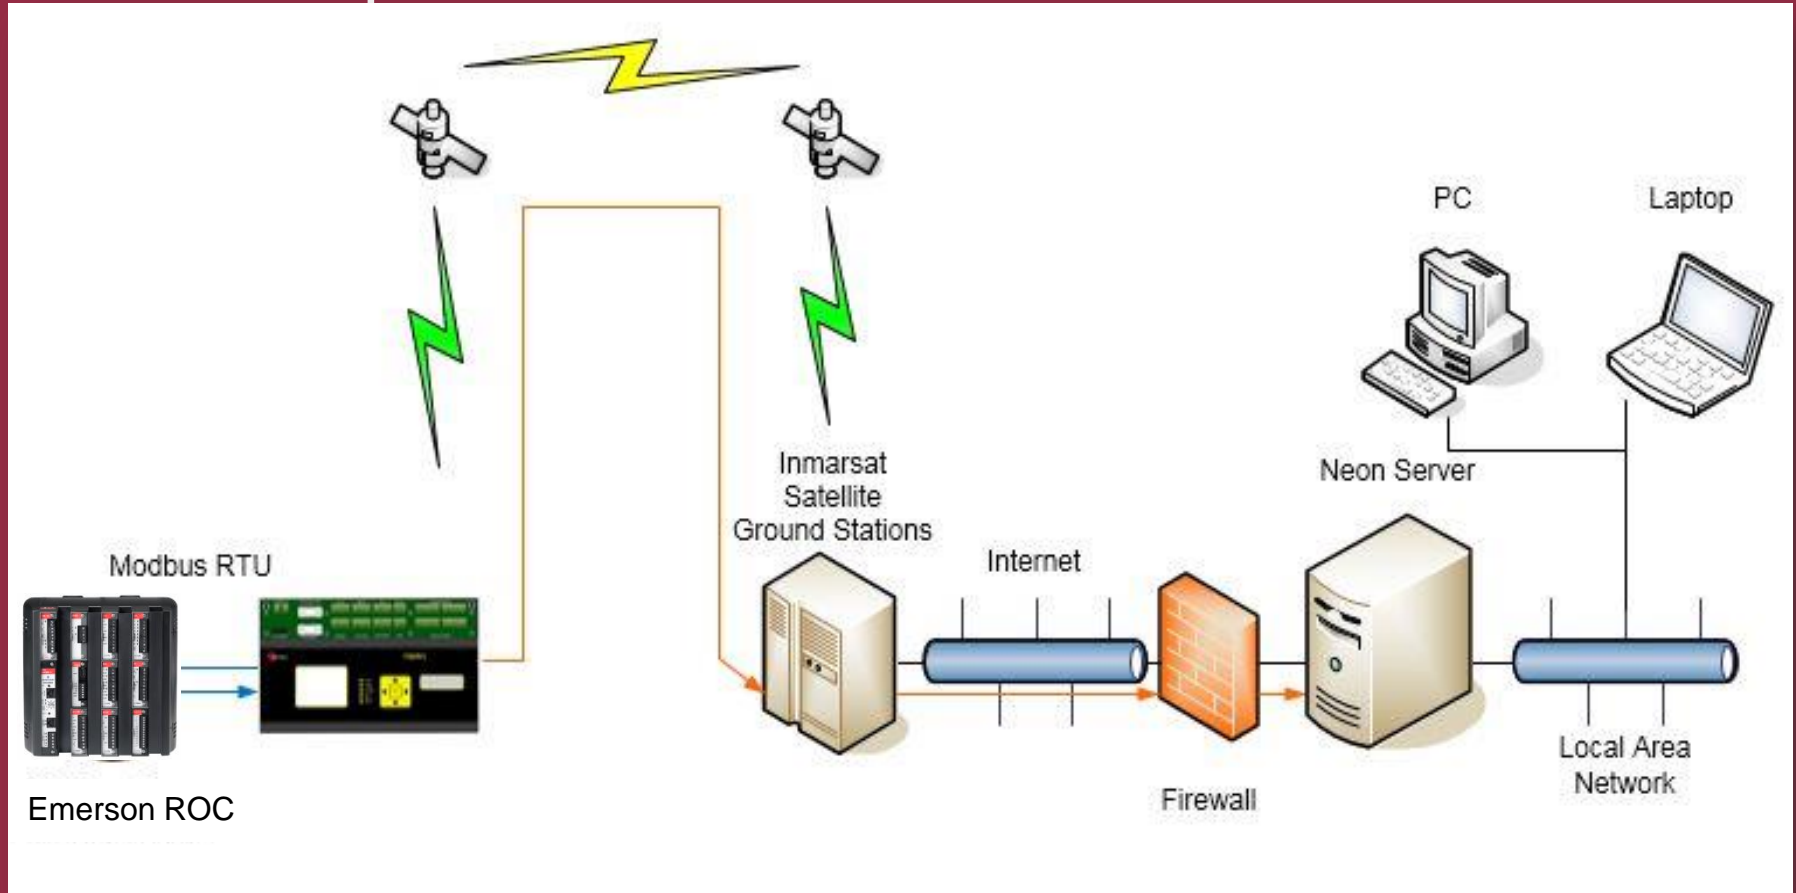 PC
Laptop
Inmarsat
Satellite
Ground Stations
Neon Server
Modbus RTU
Internet
Local Area
Network
Firewall
Emerson ROC